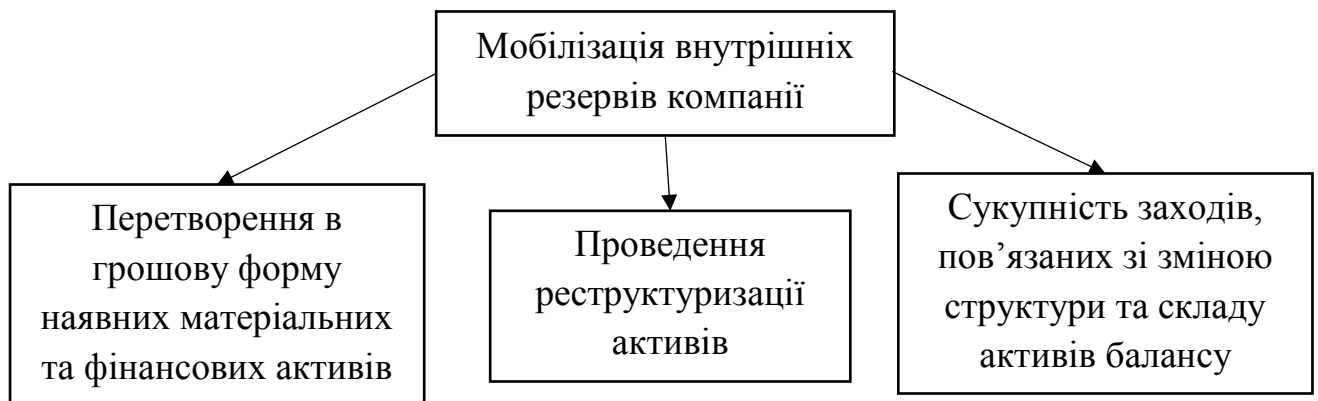 Мобілізація внутрішніх
резервів компанії
Перетворення в
грошову форму
наявних матеріальних
та фінансових активів
Проведення
реструктуризації
активів
Сукупність заходів,
пов’язаних зі зміною
структури та складу
активів балансу